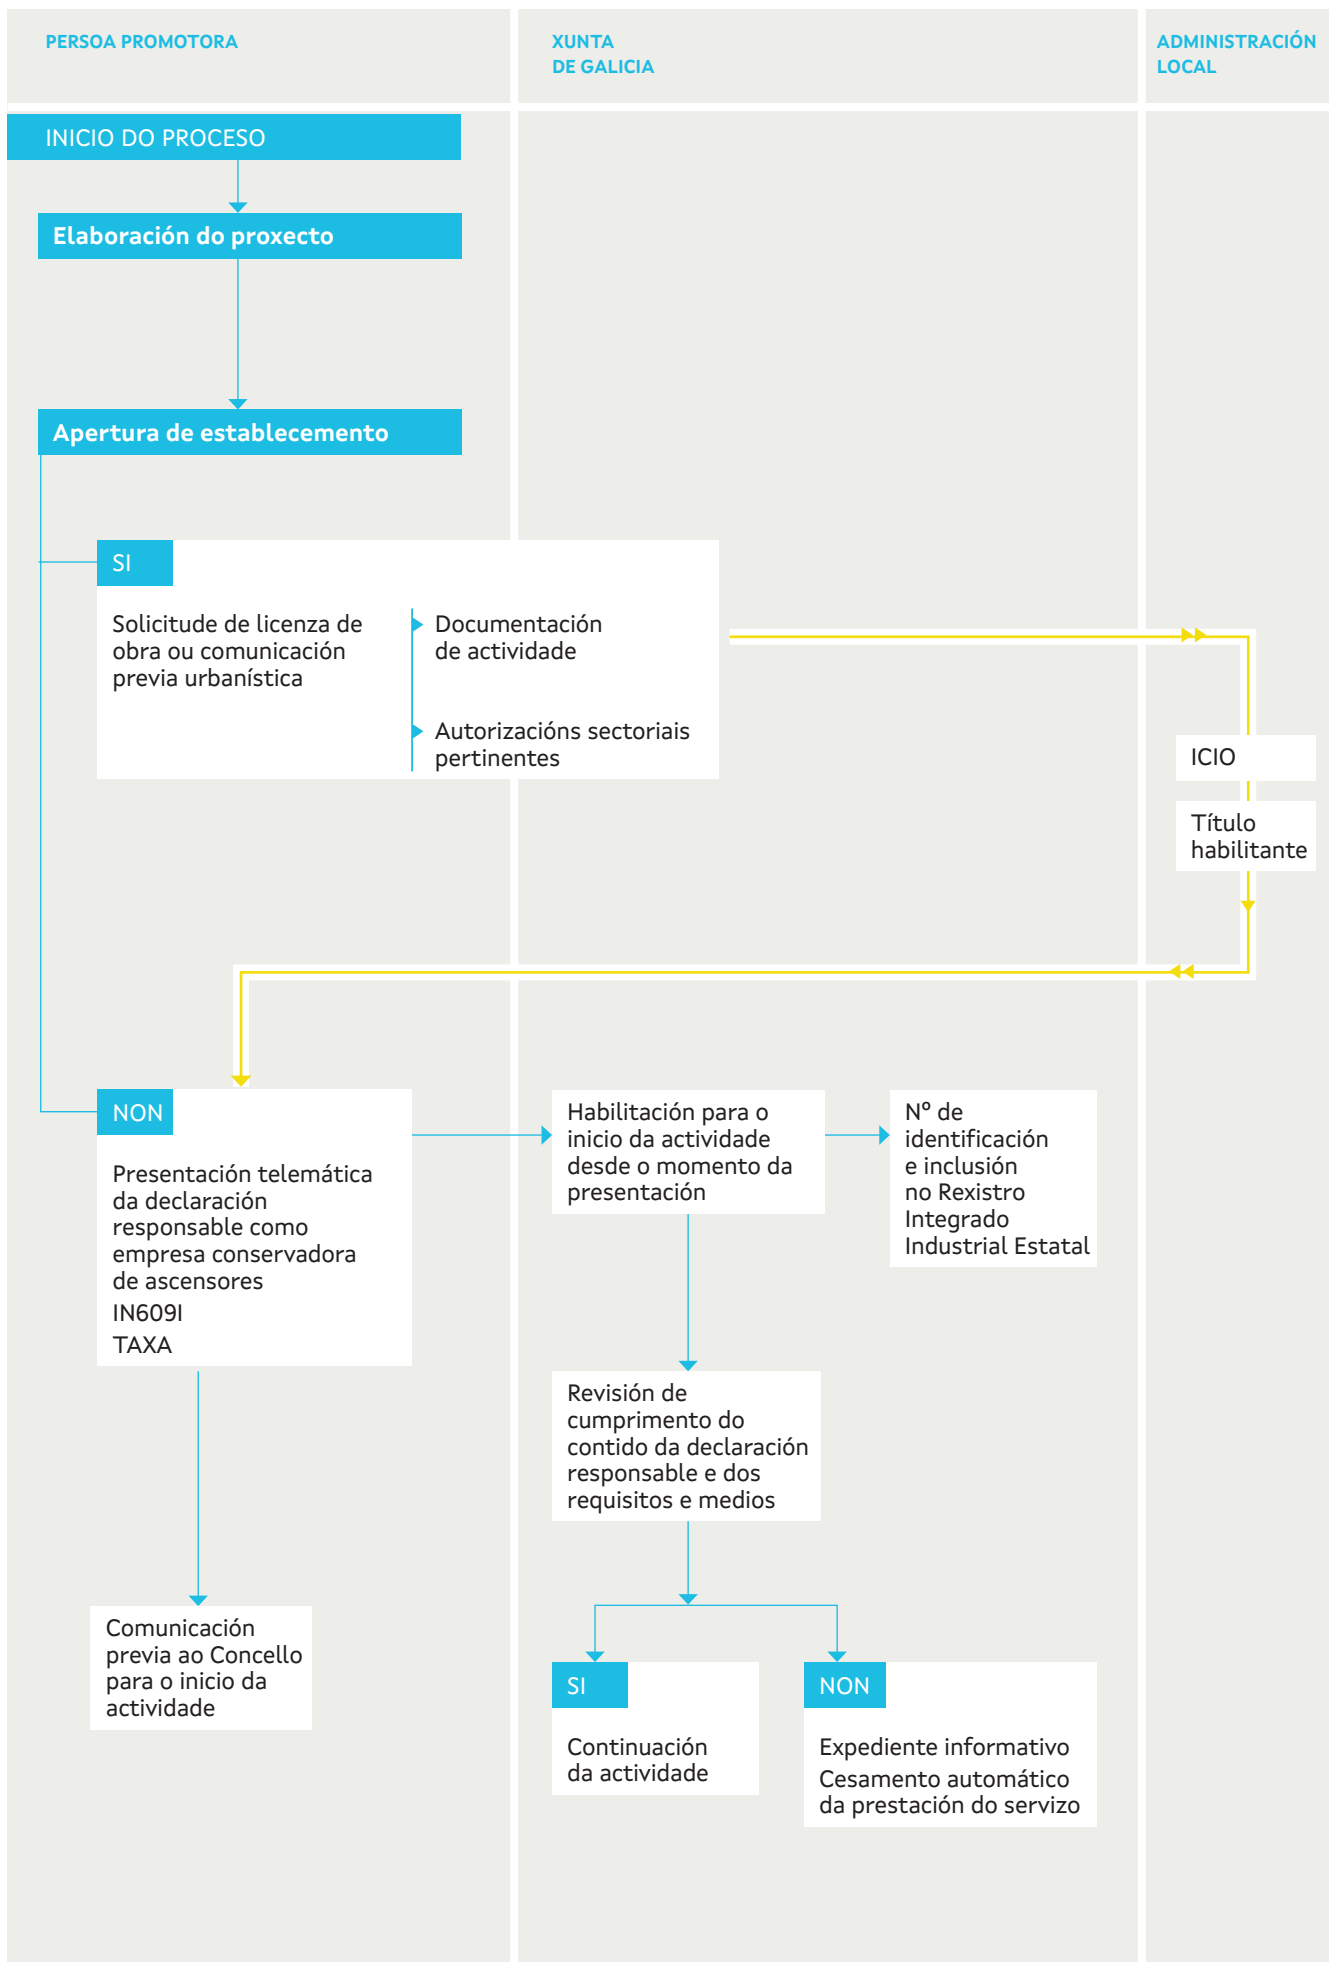 PERSOA PROMOTORA
XUNTA
DE GALICIA
ADMINISTRACIÓN
LOCAL
INICIO DO PROCESO
Elaboración do proxecto
Apertura de establecemento
SI
Solicitude de licenza de
obra ou comunicación
previa urbanística
Documentación
de actividade
Autorizacións sectoriais
pertinentes
ICIO
Título
habilitante
NON
Presentación telemática
da declaración
responsable como
empresa conservadora
de ascensores
IN609I
TAXA
Habilitación para o
inicio da actividade
desde o momento da
presentación
Nº de
identificación
e inclusión
no Rexistro
Integrado
Industrial Estatal
Revisión de
cumprimento do
contido da declaración
responsable e dos
requisitos e medios
Comunicación
previa ao Concello
para o inicio da
actividade
SI
Continuación
da actividade
NON
Expediente informativo
Cesamento automático
da prestación do servizo